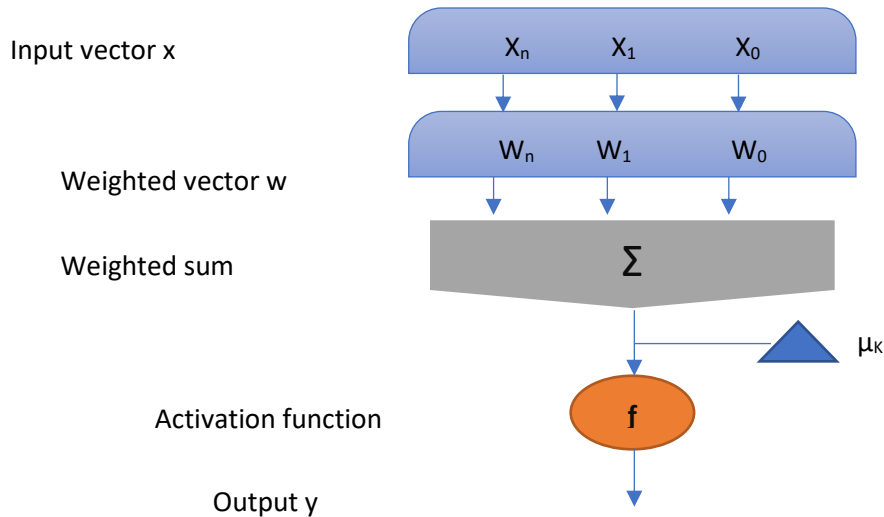 Input vector x
Xₙ X₁ X₀
Wₙ W₁ W₀
Weighted vector w
Weighted sum
Σ
μK
Activation function
f
Output y